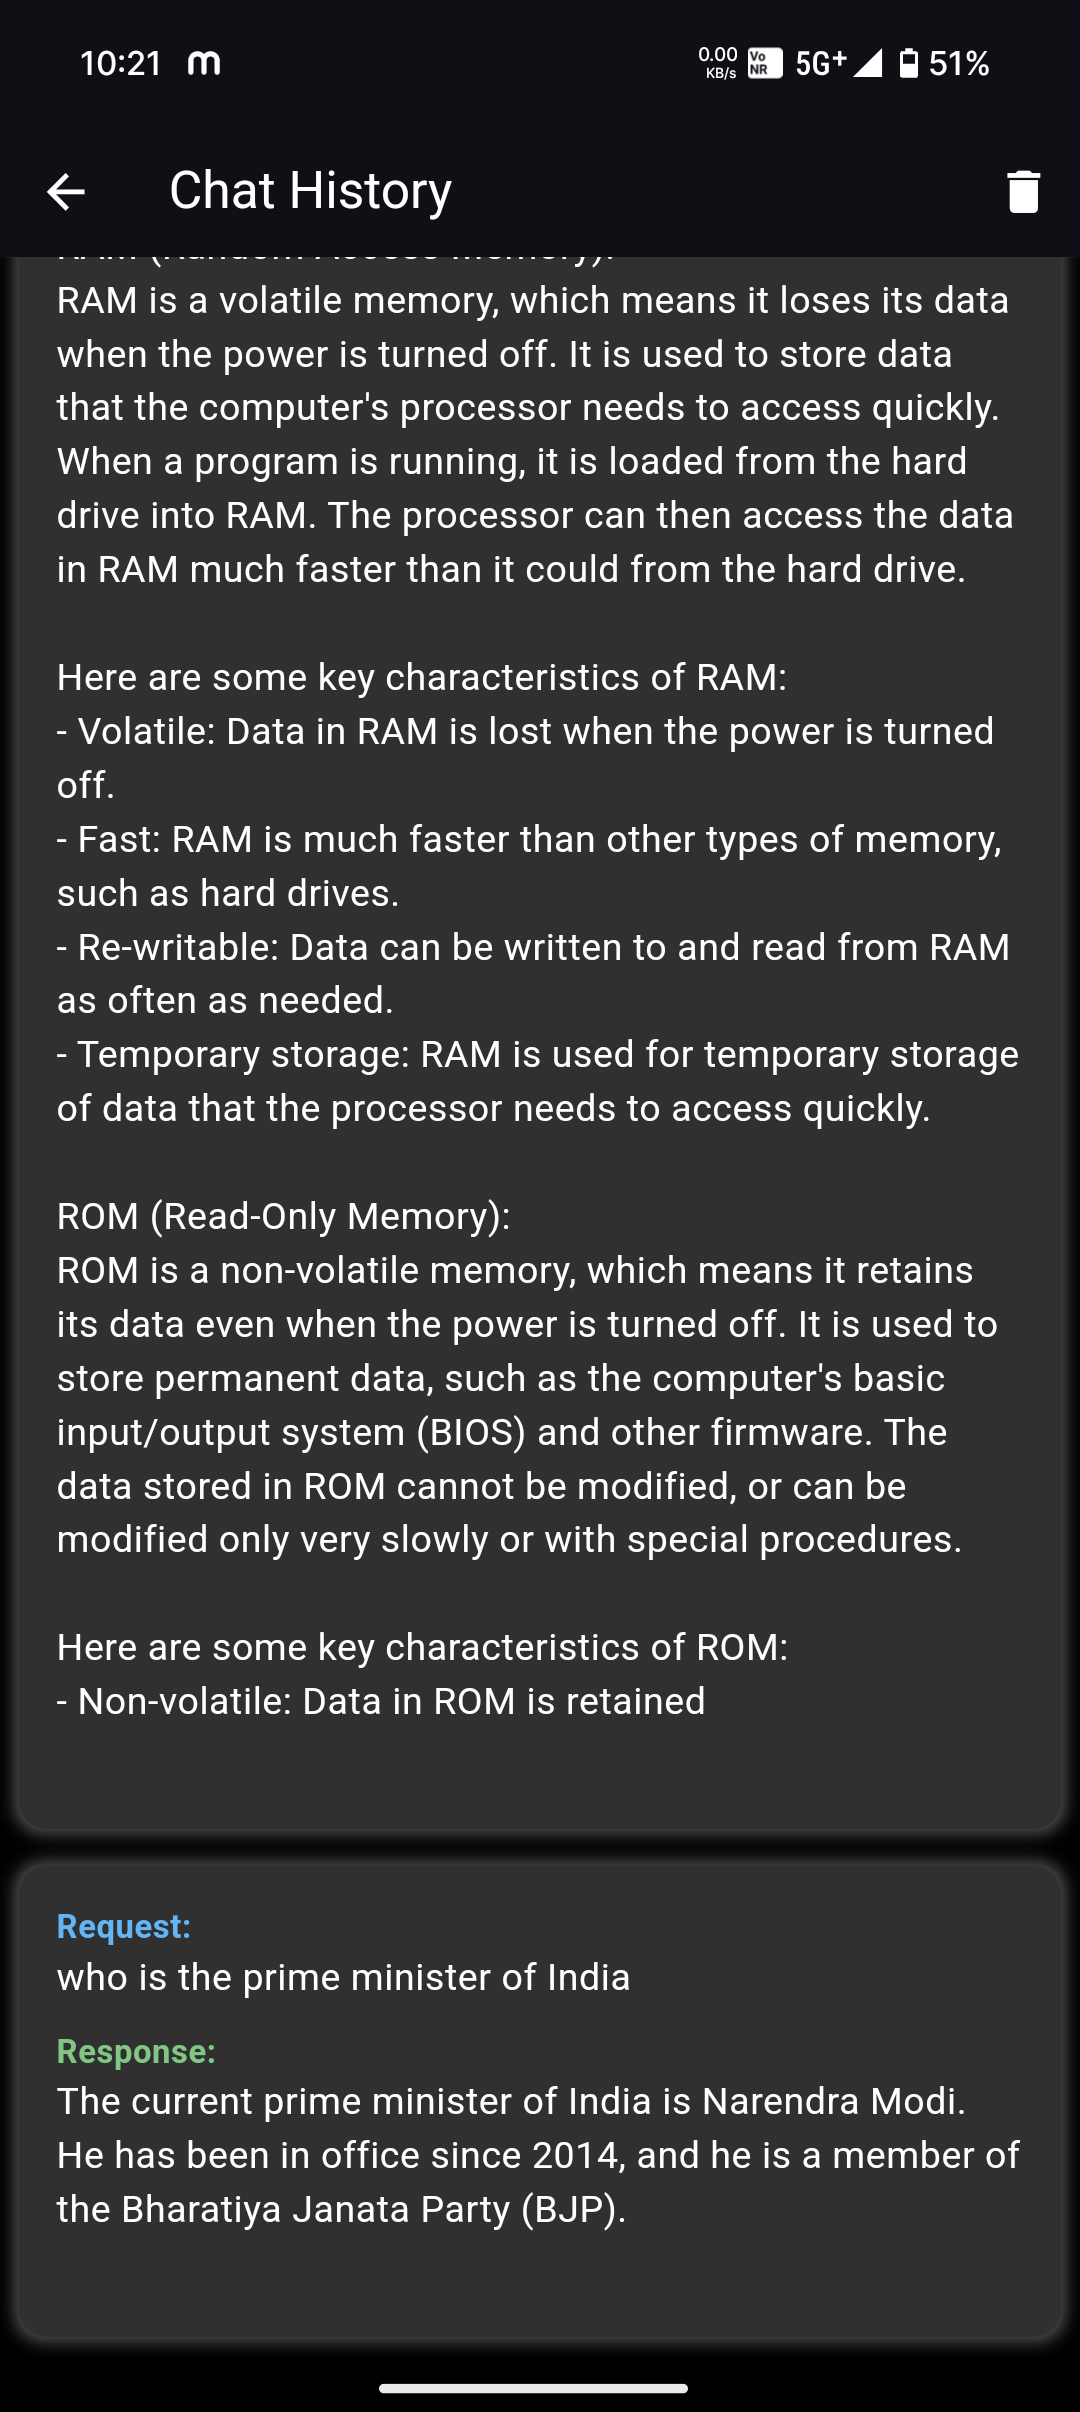 10:21 m 0.00 KB/s Vo NR 5G+ 51%
Chat History
RAM (Random Access Memory):
RAM is a volatile memory, which means it loses its data
when the power is turned off. It is used to store data
that the computer's processor needs to access quickly.
When a program is running, it is loaded from the hard
drive into RAM. The processor can then access the data
in RAM much faster than it could from the hard drive.
Here are some key characteristics of RAM:
- Volatile: Data in RAM is lost when the power is turned
off.
- Fast: RAM is much faster than other types of memory,
such as hard drives.
- Re-writable: Data can be written to and read from RAM
as often as needed.
- Temporary storage: RAM is used for temporary storage
of data that the processor needs to access quickly.
ROM (Read-Only Memory):
ROM is a non-volatile memory, which means it retains
its data even when the power is turned off. It is used to
store permanent data, such as the computer's basic
input/output system (BIOS) and other firmware. The
data stored in ROM cannot be modified, or can be
modified only very slowly or with special procedures.
Here are some key characteristics of ROM:
- Non-volatile: Data in ROM is retained
Request:
who is the prime minister of India
Response:
The current prime minister of India is Narendra Modi.
He has been in office since 2014, and he is a member of
the Bharatiya Janata Party (BJP).